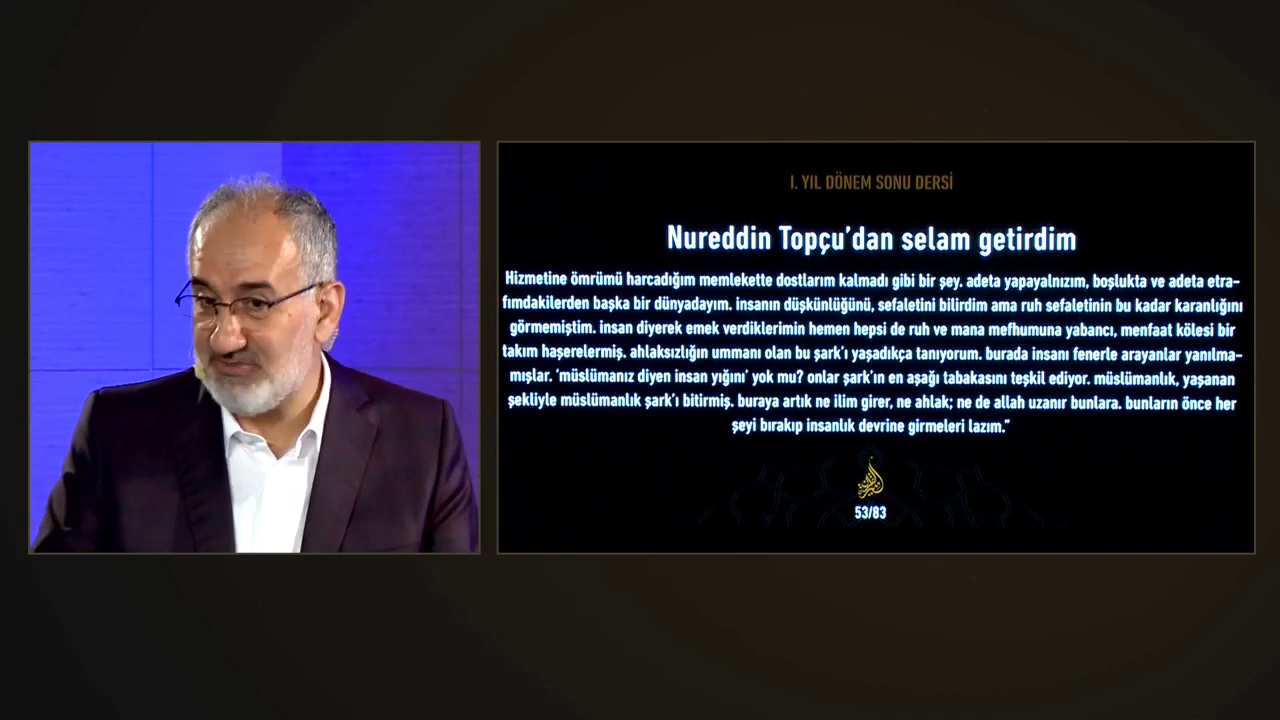 I. YIL DÖNEM SONU DERSİ
Nureddin Topçu’dan selam getirdim
Hizmetine ömrümü harcadığım memlekette dostlarım kalmadı gibi bir şey. adeta yapayalnızım, boşlukta ve adeta etra-
fımdakilerden başka bir dünyadayım. insanın düşkünlüğünü, sefaletini bilirdim ama ruh sefaletinin bu kadar karanlığını
görmemiştim. insan diyerek emek verdiklerimin hemen hepsi de ruh ve mana mefhumuna yabancı, menfaat kölesi bir
takım haşerelermiş. ahlaksızlığın ummanı olan bu şark’ı yaşadıkça tanıyorum. burada insanı fenerle arayanlar yanılma-
mışlar. ‘müslümanız diyen insan yığını’ yok mu? onlar şark’ın en aşağı tabakasını teşkil ediyor. müslümanlık, yaşanan
şekliyle müslümanlık şark’ı bitirmiş. buraya artık ne ilim girer, ne ahlak; ne de allah uzanır bunlara. bunların önce her
şeyi bırakıp insanlık devrine girmeleri lazım.”
53/83